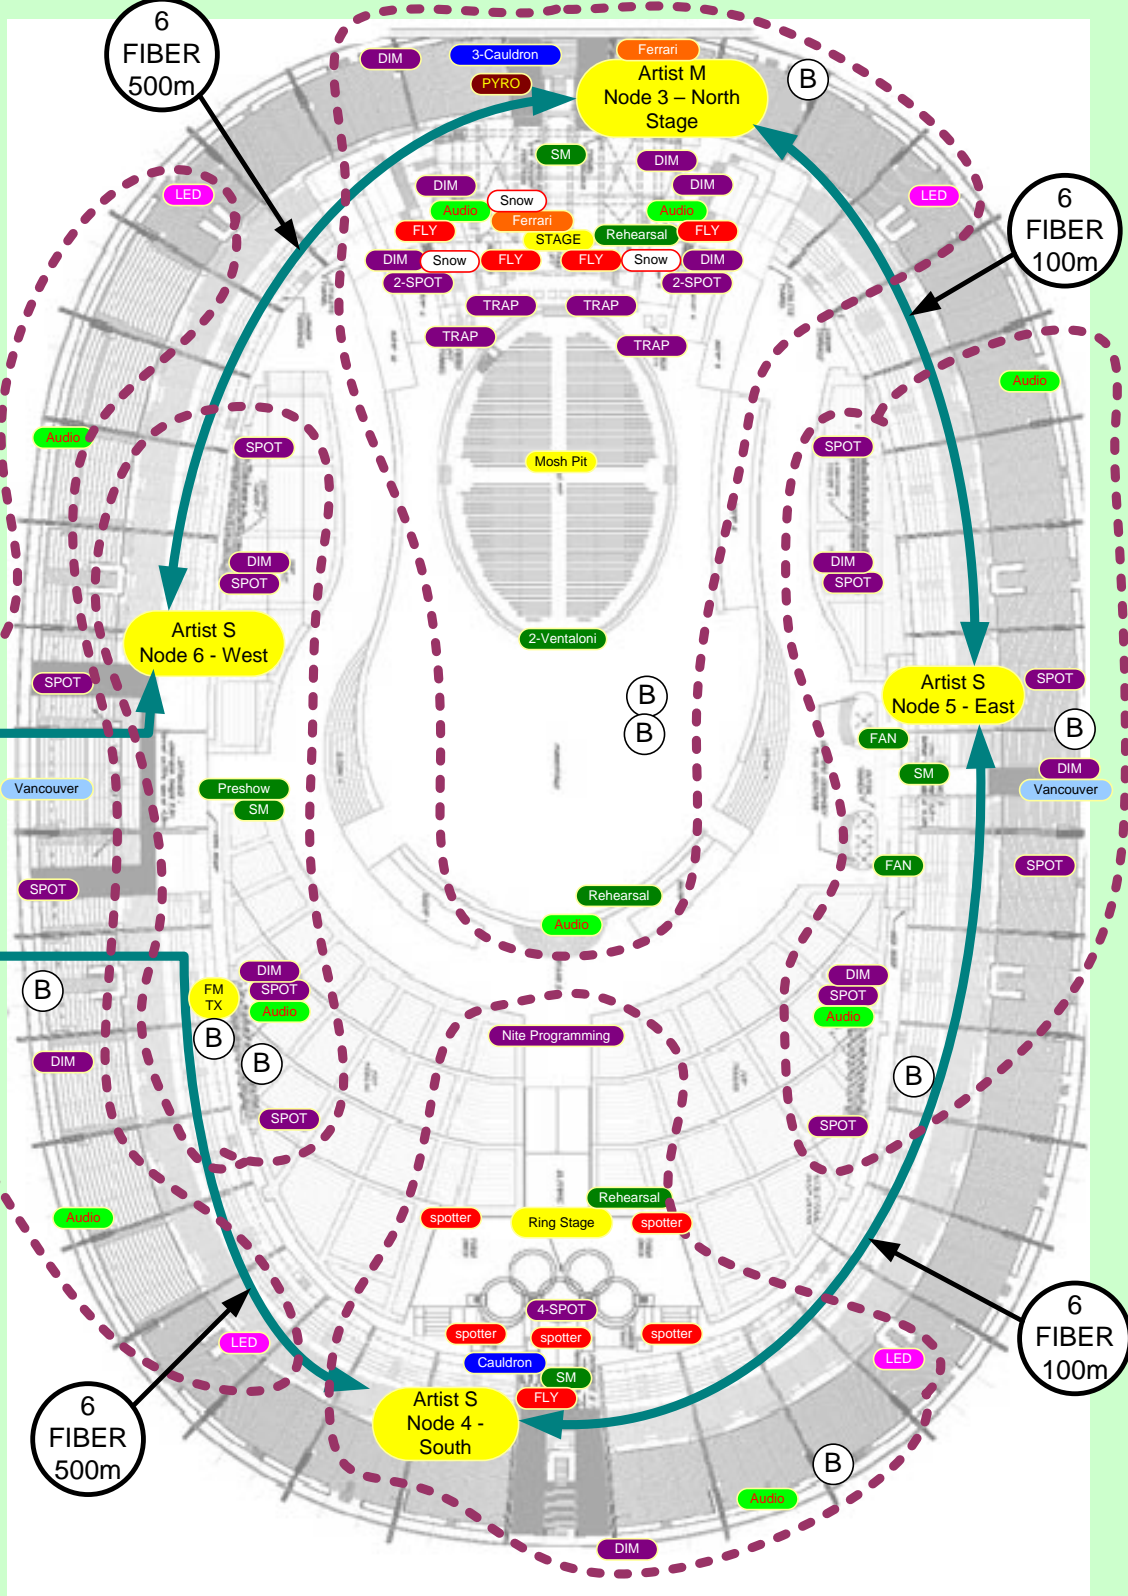 6
FIBER
500m
DIM
3-Cauldron
Ferrari
PYRO
Artist M
Node 3 – North
Stage
B
SM
DIM
DIM
DIM
LED
LED
Snow
Audio
Audio
Ferrari
FLY
STAGE
Rehearsal
FLY
6
FIBER
100m
DIM
Snow
FLY
FLY
Snow
DIM
2-SPOT
2-SPOT
TRAP
TRAP
TRAP
TRAP
Audio
Audio
SPOT
SPOT
Mosh Pit
DIM
SPOT
DIM
SPOT
Artist S
Node 6 - West
2-Ventaloni
SPOT
B
B
Artist S
Node 5 - East
SPOT
B
FAN
SM
DIM
Vancouver
Vancouver
Preshow
SM
FAN
SPOT
SPOT
Rehearsal
Audio
B
FM
TX
DIM
SPOT
Audio
DIM
SPOT
Audio
B
B
Nite Programming
DIM
B
SPOT
SPOT
Audio
Rehearsal
spotter
Ring Stage
spotter
4-SPOT
spotter
spotter
spotter
LED
LED
Cauldron
SM
FLY
6
FIBER
100m
Artist S
Node 4 -
South
6
FIBER
500m
B
Audio
DIM